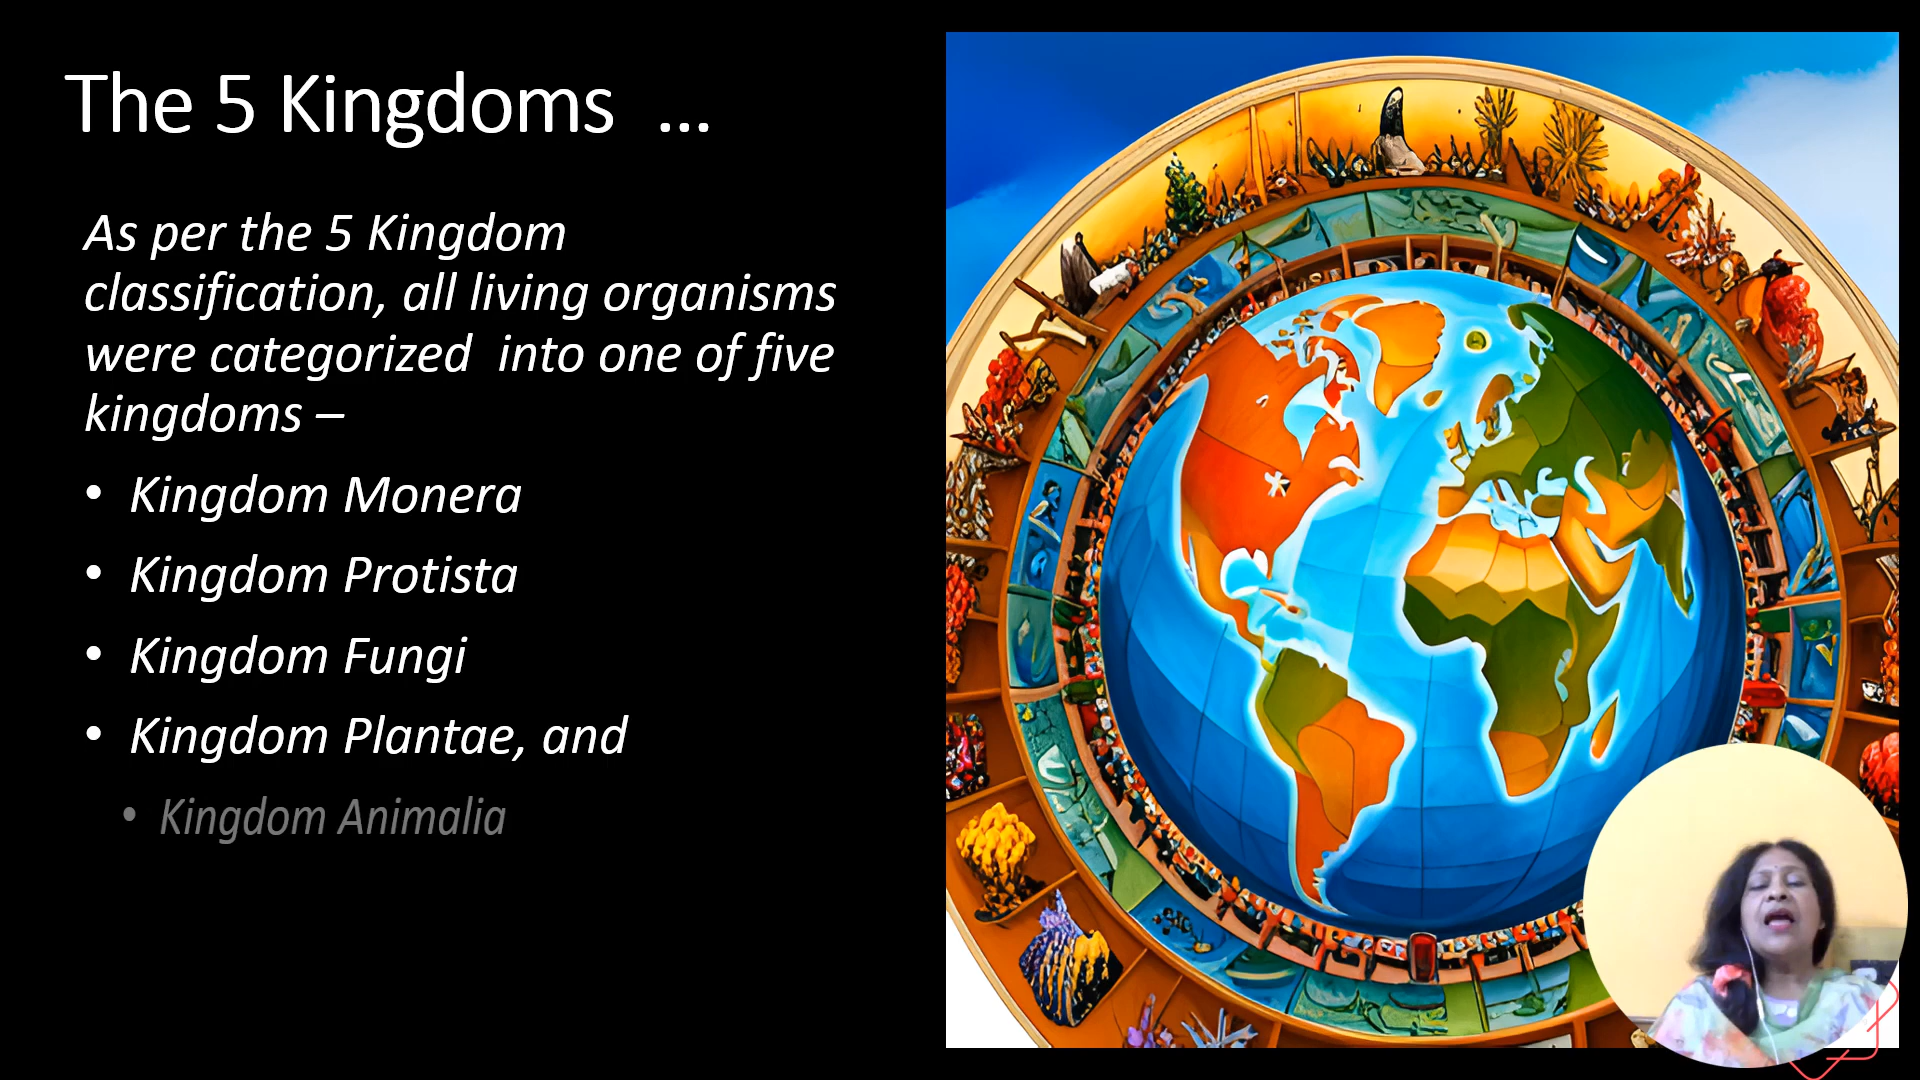 The 5 Kingdoms  ...
As per the 5 Kingdom
classification, all living organisms
were categorized  into one of five
kingdoms –
• Kingdom Monera
• Kingdom Protista
• Kingdom Fungi
• Kingdom Plantae, and
• Kingdom Animalia